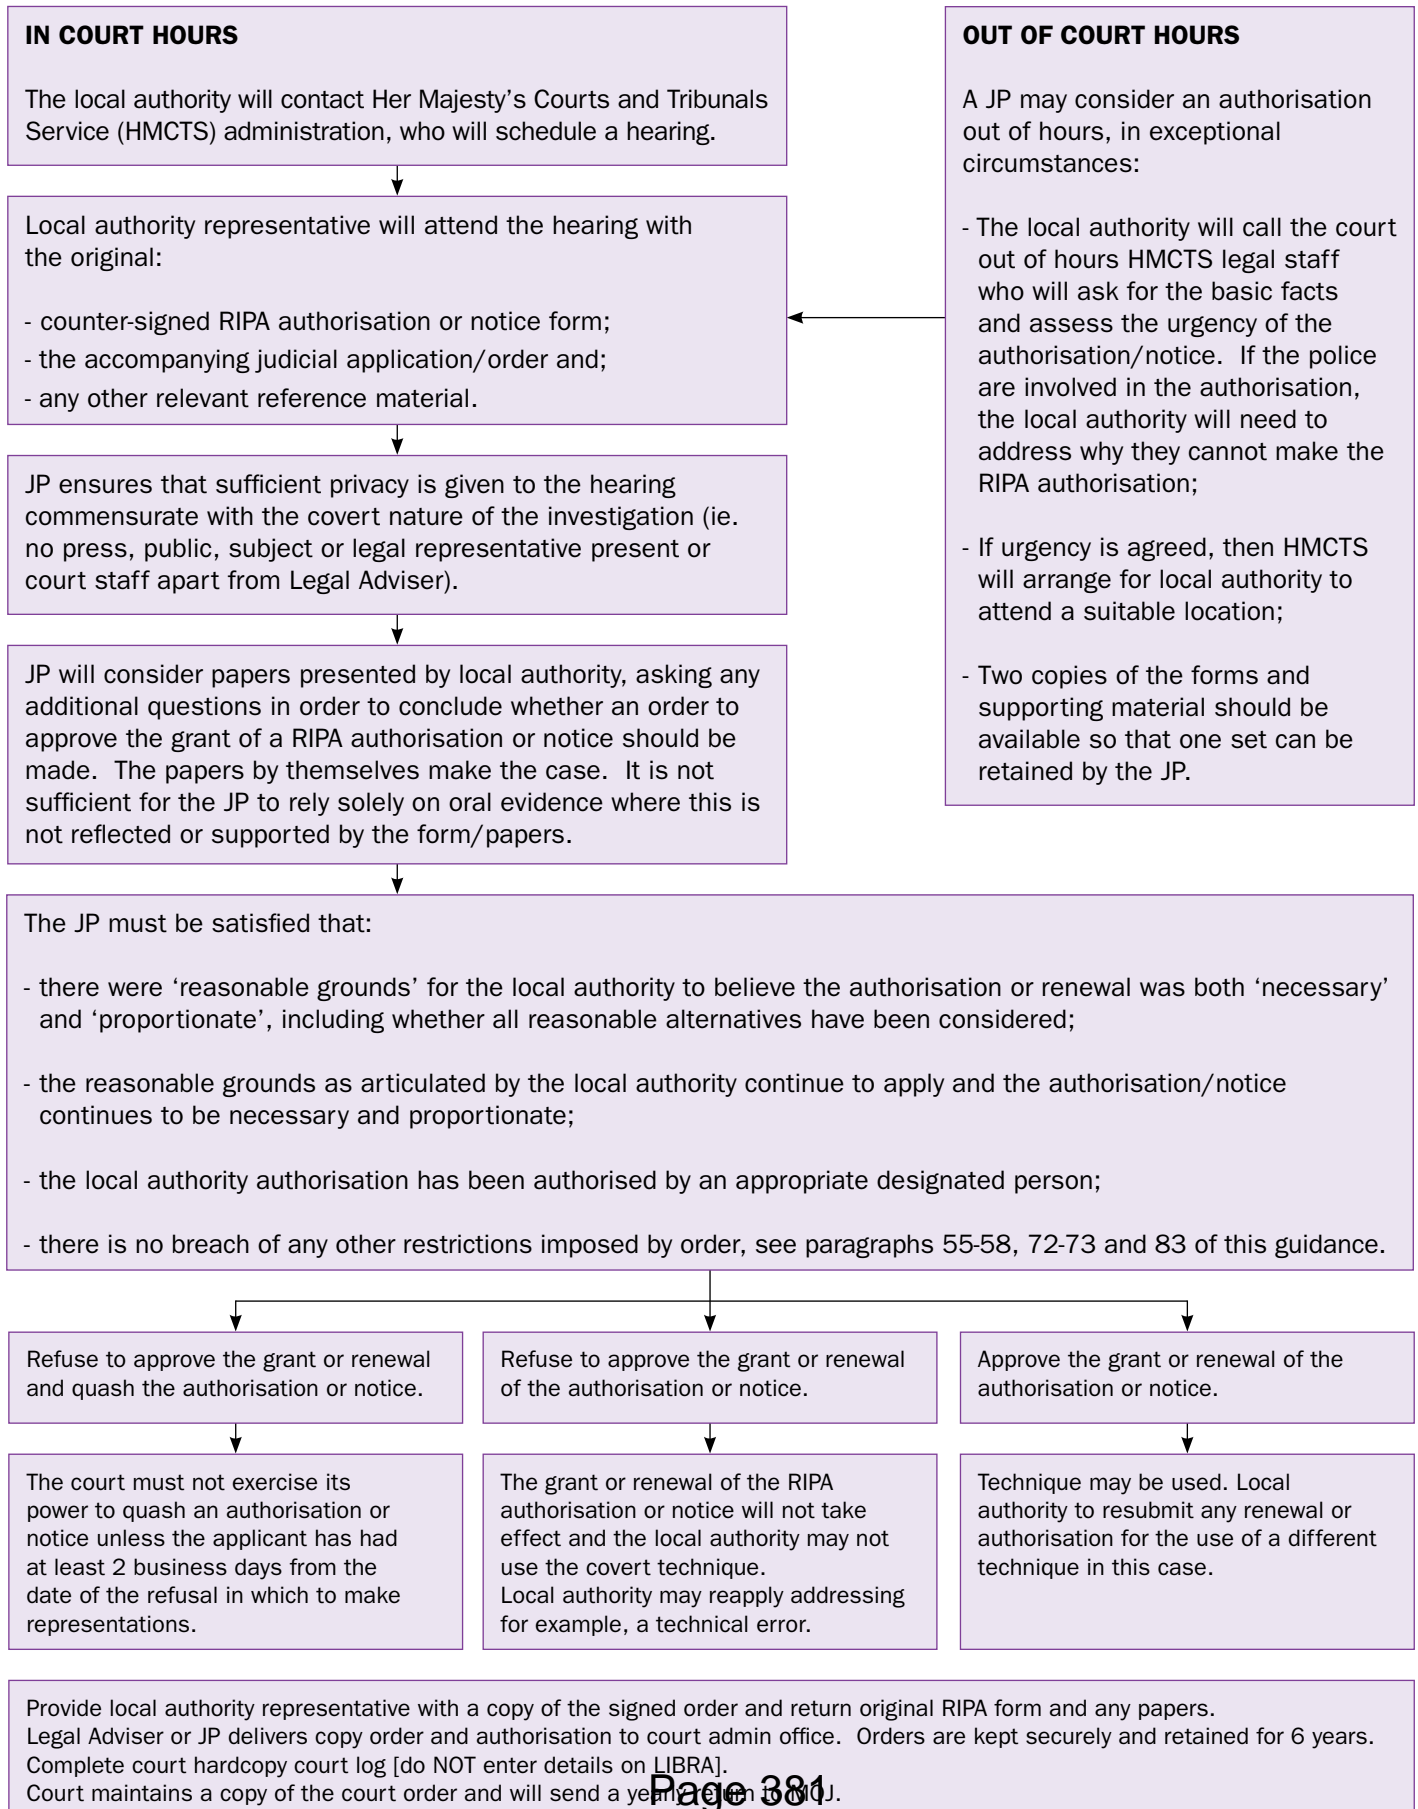 IN COURT HOURS
The local authority will contact Her Majesty's Courts and Tribunals
Service (HMCTS) administration, who will schedule a hearing.
Local authority representative will attend the hearing with
the original:
- counter-signed RIPA authorisation or notice form;
- the accompanying judicial application/order and;
- any other relevant reference material.
JP ensures that sufficient privacy is given to the hearing
commensurate with the covert nature of the investigation (ie.
no press, public, subject or legal representative present or
court staff apart from Legal Adviser).
JP will consider papers presented by local authority, asking any
additional questions in order to conclude whether an order to
approve the grant of a RIPA authorisation or notice should be
made.  The papers by themselves make the case.  It is not
sufficient for the JP to rely solely on oral evidence where this is
not reflected or supported by the form/papers.
OUT OF COURT HOURS
A JP may consider an authorisation
out of hours, in exceptional
circumstances:
- The local authority will call the court
out of hours HMCTS legal staff
who will ask for the basic facts
and assess the urgency of the
authorisation/notice.  If the police
are involved in the authorisation,
the local authority will need to
address why they cannot make the
RIPA authorisation;
- If urgency is agreed, then HMCTS
will arrange for local authority to
attend a suitable location;
- Two copies of the forms and
supporting material should be
available so that one set can be
retained by the JP.
The JP must be satisfied that:
- there were ‘reasonable grounds’ for the local authority to believe the authorisation or renewal was both ‘necessary’
and ‘proportionate’, including whether all reasonable alternatives have been considered;
- the reasonable grounds as articulated by the local authority continue to apply and the authorisation/notice
continues to be necessary and proportionate;
- the local authority authorisation has been authorised by an appropriate designated person;
- there is no breach of any other restrictions imposed by order, see paragraphs 55-58, 72-73 and 83 of this guidance.
Refuse to approve the grant or renewal
and quash the authorisation or notice.
The court must not exercise its
power to quash an authorisation or
notice unless the applicant has had
at least 2 business days from the
date of the refusal in which to make
representations.
Refuse to approve the grant or renewal
of the authorisation or notice.
The grant or renewal of the RIPA
authorisation or notice will not take
effect and the local authority may not
use the covert technique.
Local authority may reapply addressing
for example, a technical error.
Approve the grant or renewal of the
authorisation or notice.
Technique may be used. Local
authority to resubmit any renewal or
authorisation for the use of a different
technique in this case.
Provide local authority representative with a copy of the signed order and return original RIPA form and any papers.
Legal Adviser or JP delivers copy order and authorisation to court admin office.  Orders are kept securely and retained for 6 years.
Complete court hardcopy court log [do NOT enter details on LIBRA].
Court maintains a copy of the court order and will send a yearly return to MOJ.
Page 381